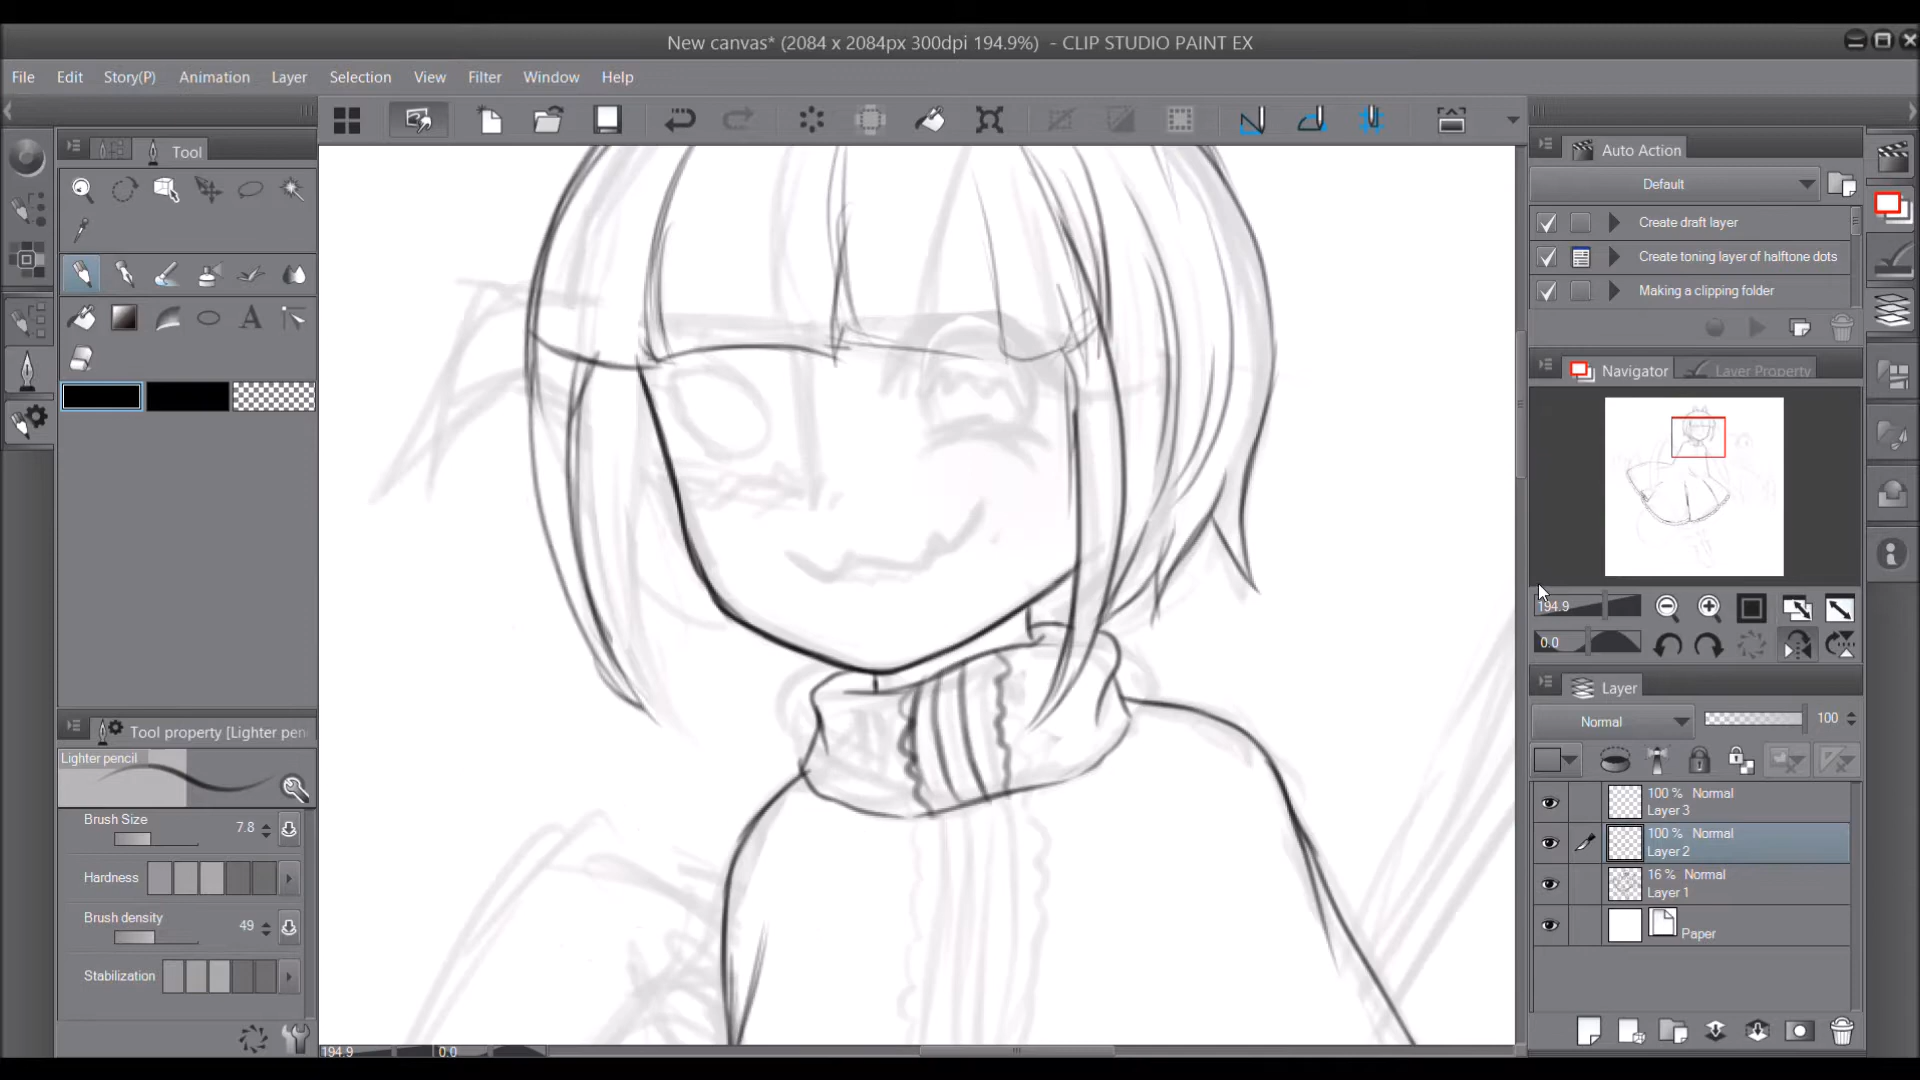 New canvas* (2084 x 2084px 300dpi 194.9%) - CLIP STUDIO PAINT EX
File Edit Story(P) Animation Layer Selection View Filter Window Help
Tool
Auto Action
Default
Create draft layer
Create toning layer of halftone dots
Making a clipping folder
Navigator Layer Property
194.9
0.0
Layer
Normal 100
100 % Normal
Layer 3
100 % Normal
Layer 2
16 % Normal
Layer 1
Paper
Tool property [Lighter pen
Lighter pencil
Brush Size 7.8
Hardness
Brush density 49
Stabilization
194.9 0.0